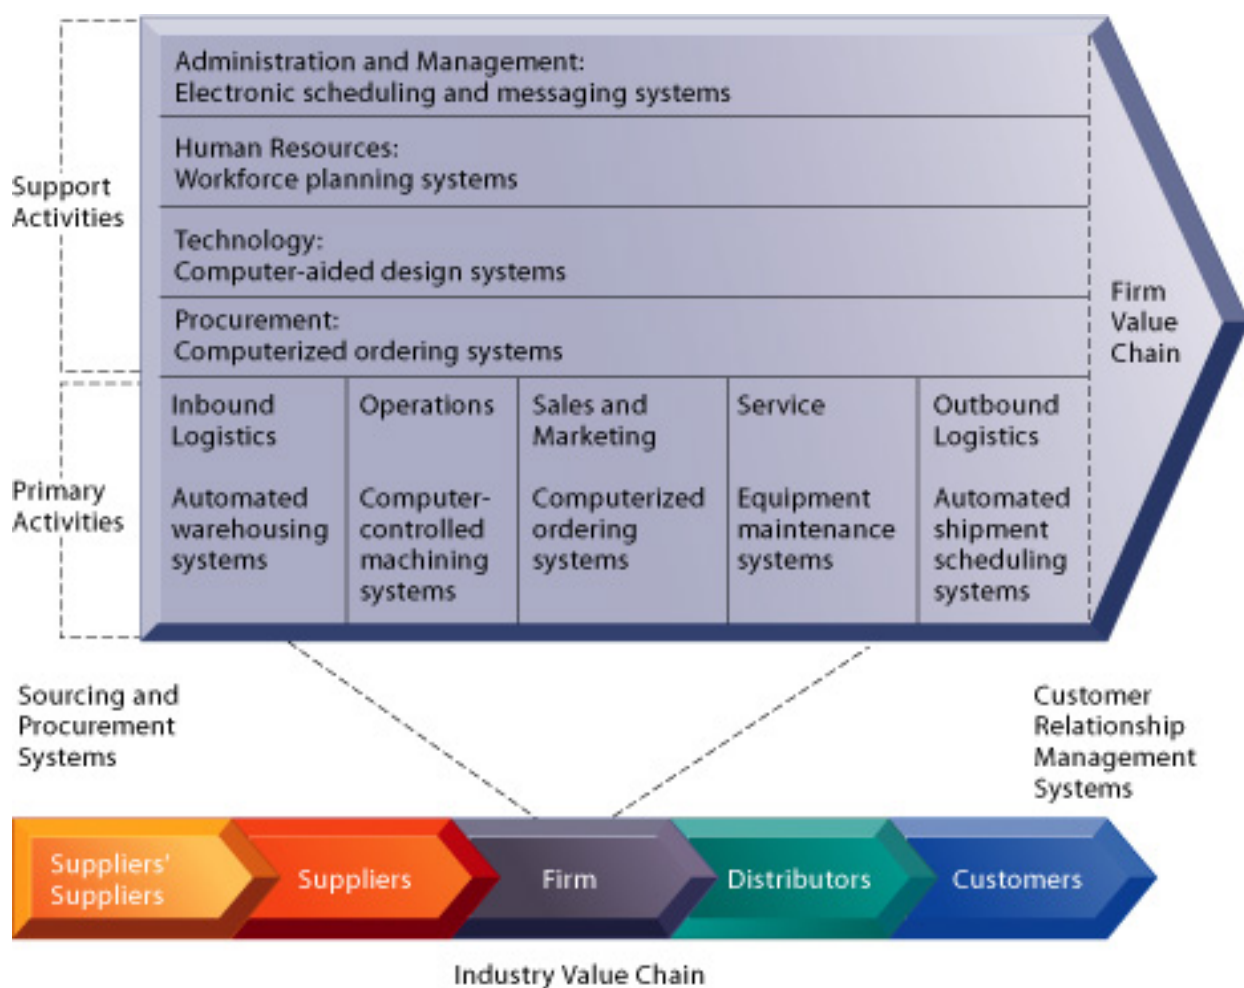 Administration and Management:
Electronic scheduling and messaging systems
Human Resources:
Workforce planning systems
Support
Activities
Technology:
Computer-aided design systems
Procurement:
Computerized ordering systems
Firm
Value
Chain
Primary
Activities
Inbound
Logistics
Automated
warehousing
systems
Operations
Computer-
controlled
machining
systems
Sales and
Marketing
Computerized
ordering
systems
Service
Equipment
maintenance
systems
Outbound
Logistics
Automated
shipment
scheduling
systems
Sourcing and
Procurement
Systems
Customer
Relationship
Management
Systems
Suppliers'
Suppliers
Suppliers
Firm
Distributors
Customers
Industry Value Chain